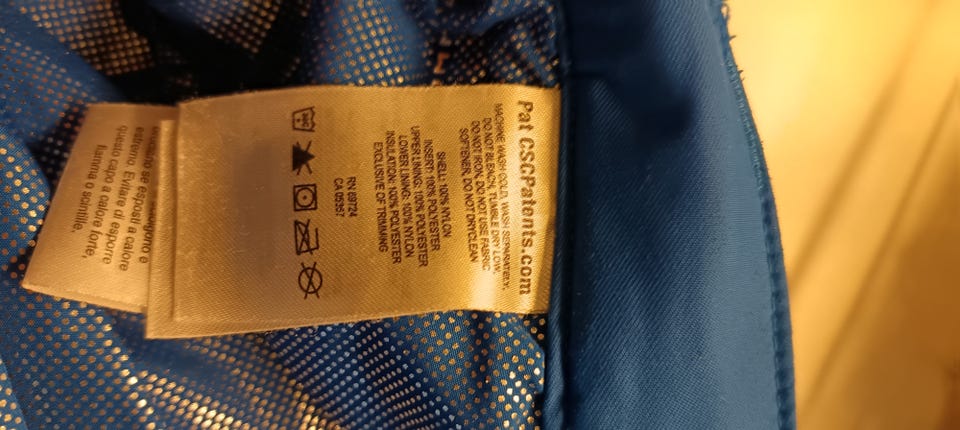 Pat CSCPatents.com
MACHINE WASH COLD, WASH SEPARATELY,
DO NOT BLEACH, TUMBLE DRY LOW,
DO NOT IRON, DO NOT USE FABRIC
SOFTENER, DO NOT DRYCLEAN
SHELL: 100% NYLON
INSERT: 100% POLYESTER
UPPER LINING: 100% POLYESTER
LOWER LINING: 100% NYLON
INSULATION: 100% POLYESTER
EXCLUSIVE OF TRIMMING
RN 69724
CA 05367
se esposti a calore
estremo. Evitare di esporre
questo capo a calore forte,
fiamma o scintille.